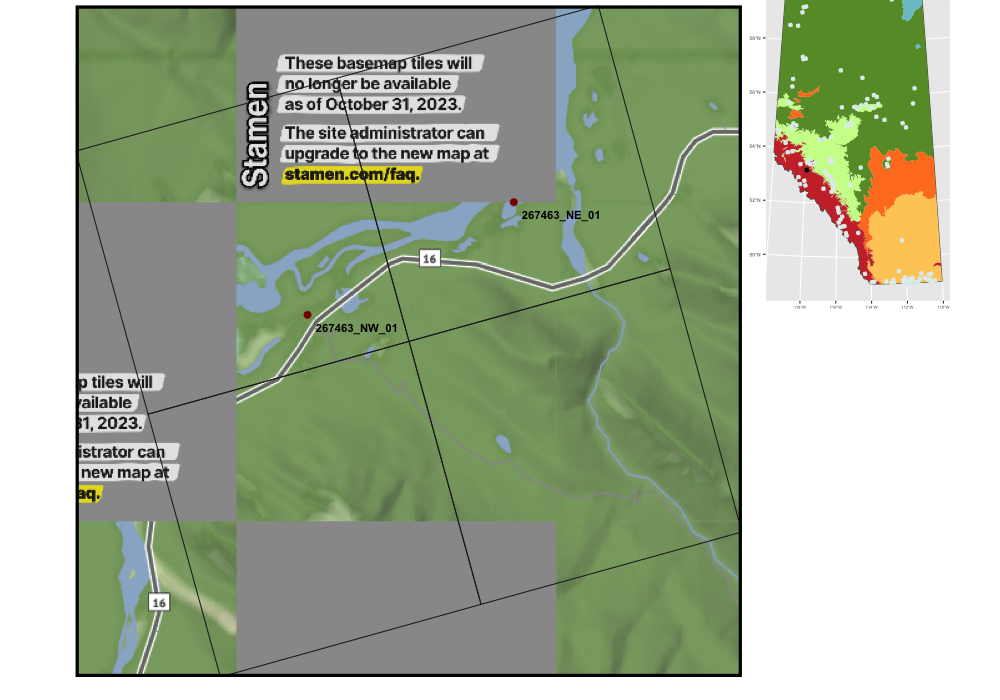 Stamen
These basemap tiles will
no longer be available
as of October 31, 2023.
The site administrator can
upgrade to the new map at
stamen.com/faq.
267463_NE_01
16
267463_NW_01
p tiles will
vailable
31, 2023.
istrator can
new map at
aq.
16
58°N
56°N
54°N
52°N
50°N
118°W
116°W
114°W
112°W
110°W